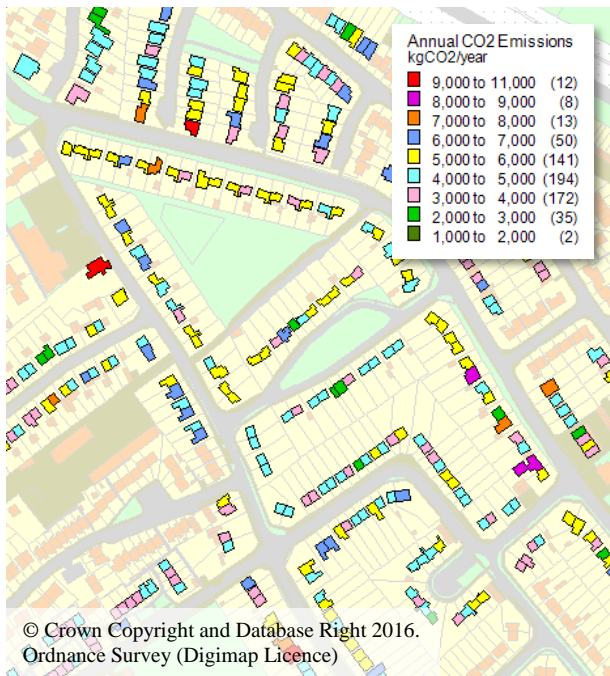 Annual CO2 Emissions
kgCO2/year
9,000 to 11,000 (12)
8,000 to 9,000 (8)
7,000 to 8,000 (13)
6,000 to 7,000 (50)
5,000 to 6,000 (141)
4,000 to 5,000 (194)
3,000 to 4,000 (172)
2,000 to 3,000 (35)
1,000 to 2,000 (2)
© Crown Copyright and Database Right 2016.
Ordnance Survey (Digimap Licence)